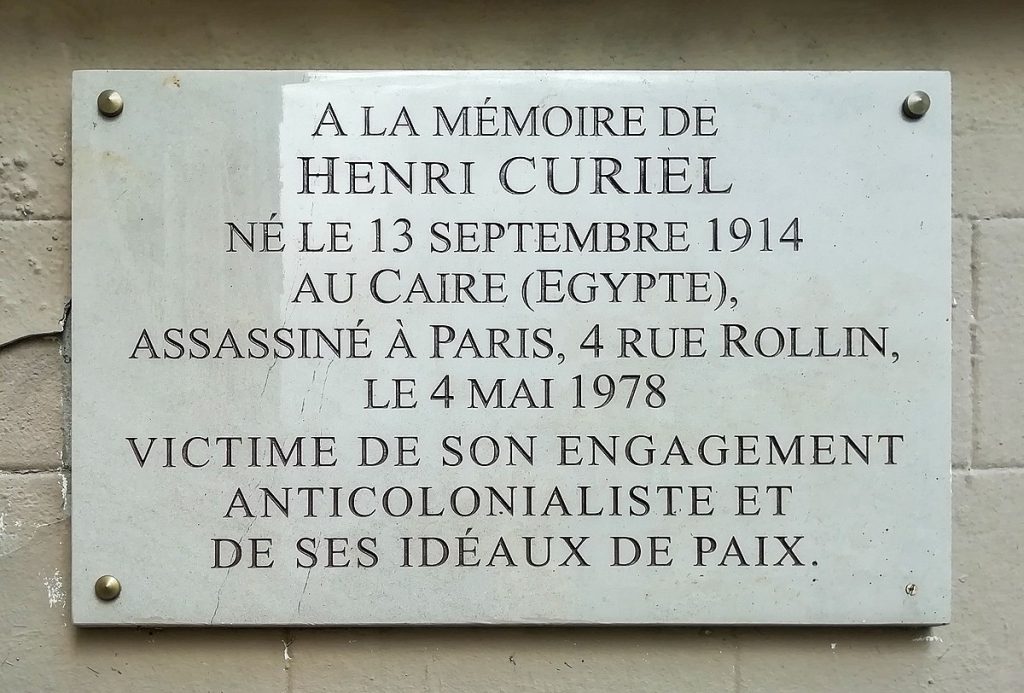 A LA MÉMOIRE DE
HENRI CURIEL
NÉ LE 13 SEPTEMBRE 1914
AU CAIRE (EGYPTE),
ASSASSINÉ À PARIS, 4 RUE ROLLIN,
LE 4 MAI 1978
VICTIME DE SON ENGAGEMENT
ANTICOLONIALISTE ET
DE SES IDÉAUX DE PAIX.